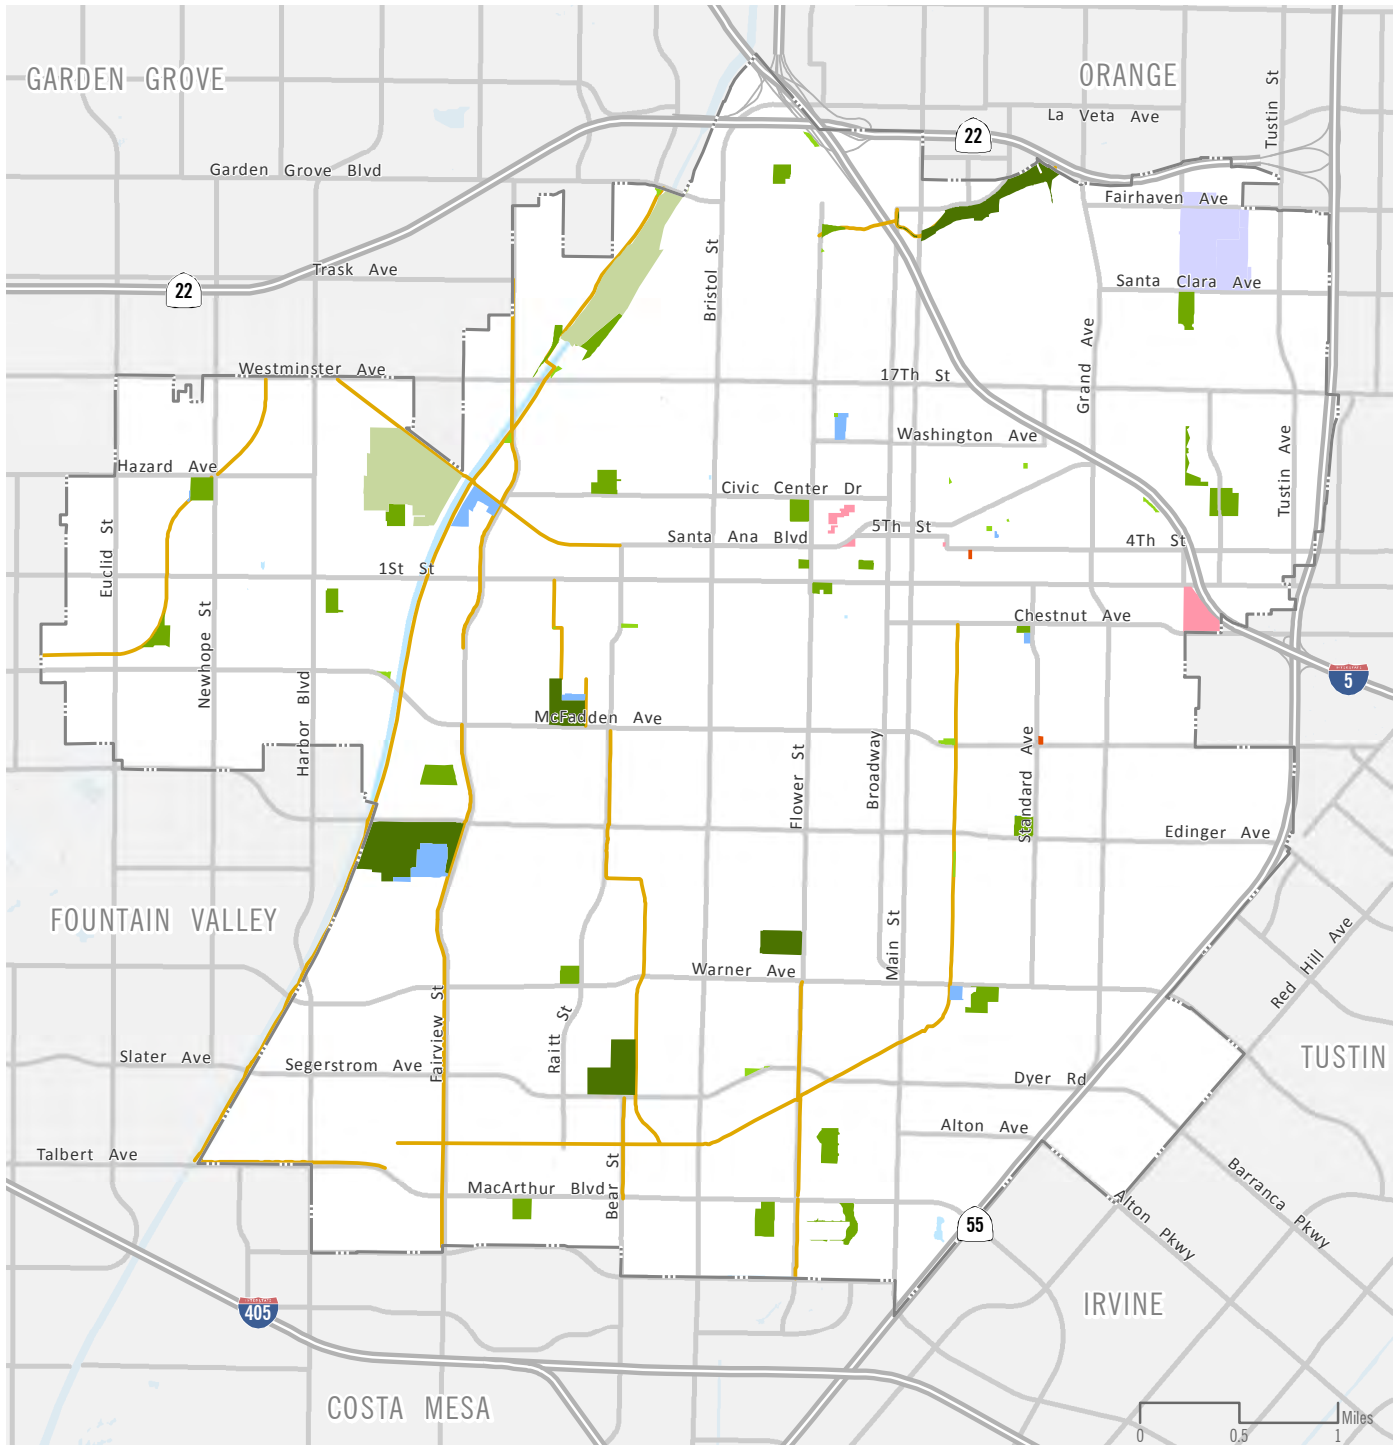 GARDEN GROVE
ORANGE
Tustin St
La Veta Ave
22
Garden Grove Blvd
Fairhaven Ave
Bristol St
Trask Ave
22
Santa Clara Ave
Grand Ave
Westminster Ave
17Th St
Washington Ave
Tustin Ave
Hazard Ave
Civic Center Dr
Euclid St
5Th St
Santa Ana Blvd
4Th St
1St St
Newhope St
Chestnut Ave
Harbor Blvd
5
McFadden Ave
Flower St
Broadway
Standard Ave
Edinger Ave
FOUNTAIN VALLEY
Main St
Red Hill Ave
Warner Ave
Fairview St
Raitt St
Slater Ave
Segerstrom Ave
TUSTIN
Dyer Rd
Alton Ave
Talbert Ave
Bear St
MacArthur Blvd
Barranca Pkwy
Alton Pkwy
55
IRVINE
405
COSTA MESA
Miles
0
0.5
1